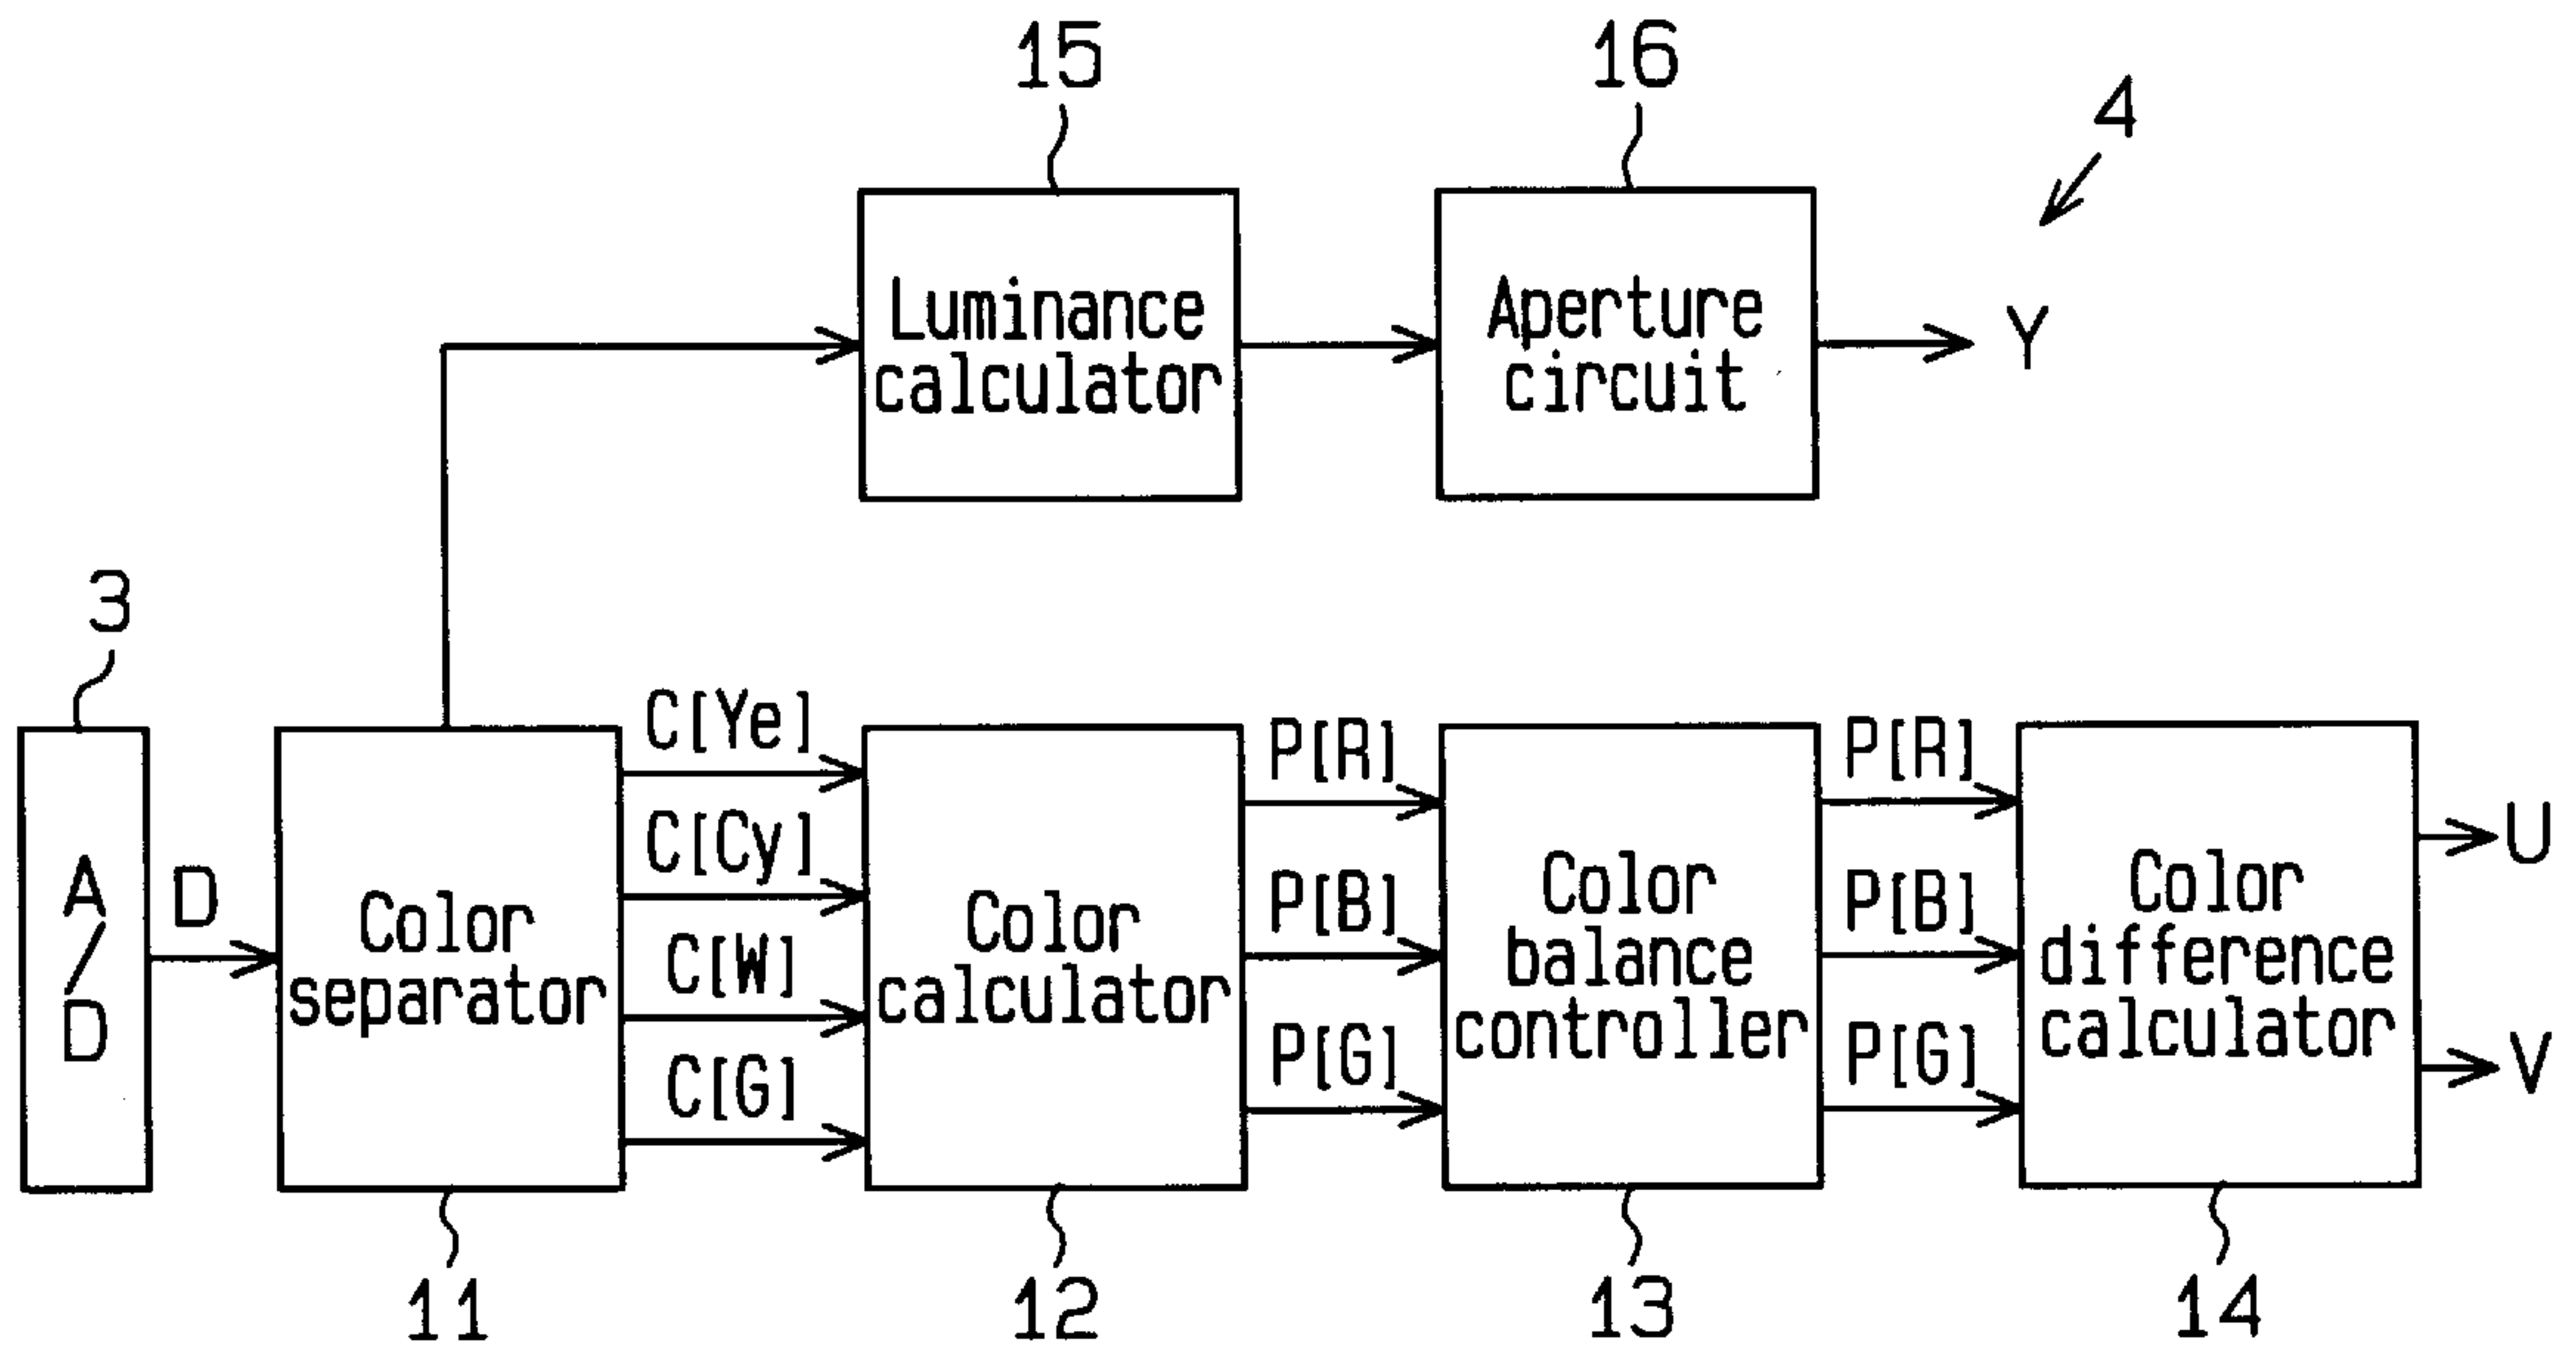 15
16
4
Luminance
calculator
Aperture
circuit
Y
3
A/D
D
Color
separator
C[Ye]
C[Cy]
C[W]
C[G]
Color
calculator
P[R]
P[B]
P[G]
Color
balance
controller
P[R]
P[B]
P[G]
Color
difference
calculator
U
V
11
12
13
14